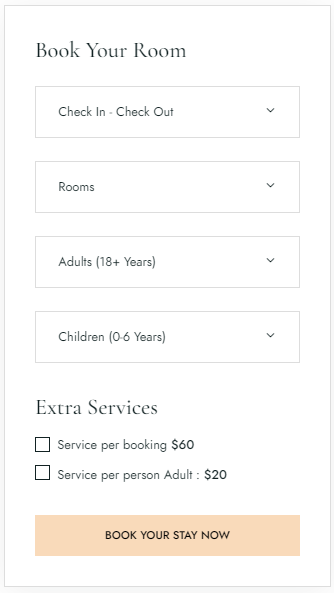 Book Your Room
Check In - Check Out
Rooms
Adults (18+ Years)
Children (0-6 Years)
Extra Services
Service per booking $60
Service per person Adult : $20
BOOK YOUR STAY NOW